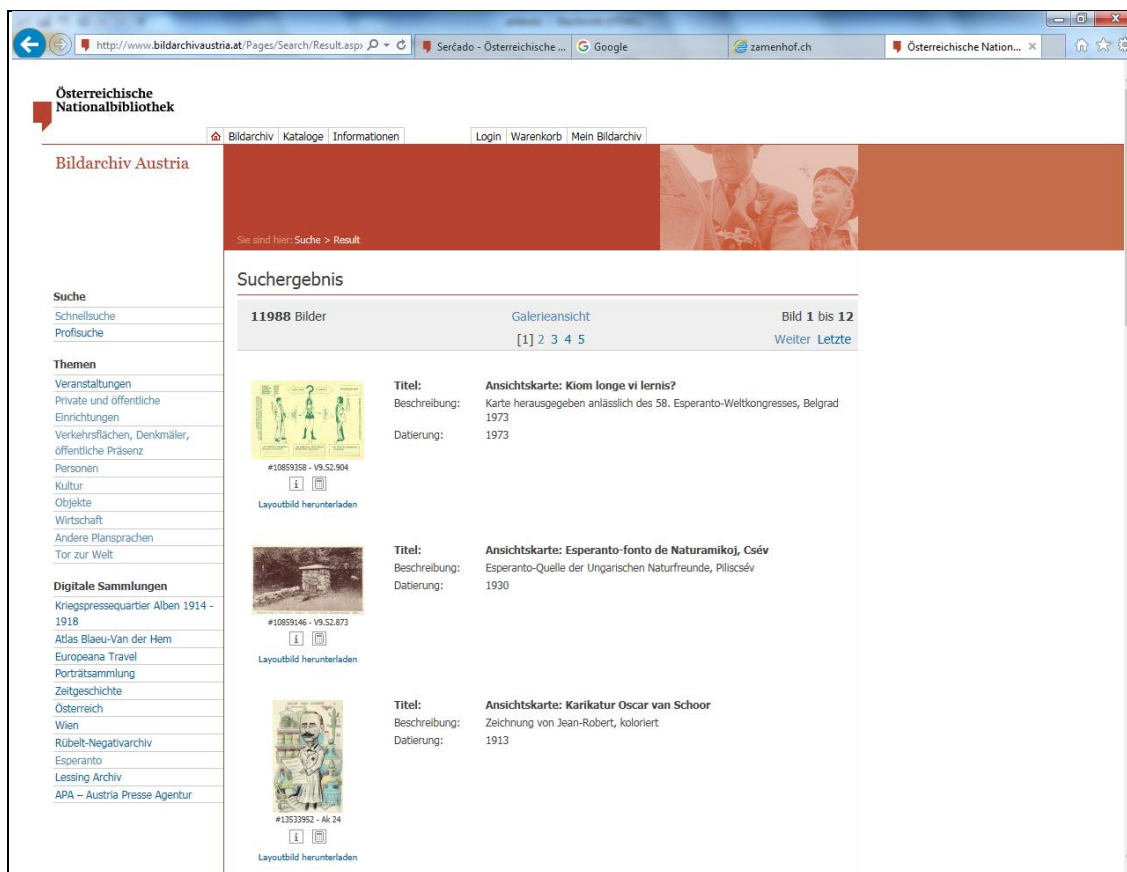 http://www.bildarchivaustria.at/Pages/Search/Result.asp
Serĉado - Österreichische ...
Google
zamenhof.ch
Österreichische Nation...
Österreichische
Nationalbibliothek
Bildarchiv Kataloge Informationen
Login Warenkorb Mein Bildarchiv
Bildarchiv Austria
Sie sind hier: Suche > Result
Suche
Schnellsuche
Profisuche
Themen
Veranstaltungen
Private und öffentliche
Einrichtungen
Verkehrsflächen, Denkmäler,
öffentliche Präsenz
Personen
Kultur
Objekte
Wirtschaft
Andere Plansprachen
Tor zur Welt
Digitale Sammlungen
Kriegspressequartier Alben 1914 -
1918
Atlas Blaeu-Van der Hem
Europeana Travel
Porträtsammlung
Zeitgeschichte
Österreich
Wien
Rübelt-Negativarchiv
Esperanto
Lessing Archiv
APA – Austria Presse Agentur
Suchergebnis
11988 Bilder Galerieansicht Bild 1 bis 12
[1] 2 3 4 5 Weiter Letzte
Titel: Ansichtskarte: Kiom longe vi lernis?
Beschreibung: Karte herausgegeben anlässlich des 58. Esperanto-Weltkongresses, Belgrad
1973
Datierung: 1973
#10859358 - V9.52.904
Layoutbild herunterladen
Titel: Ansichtskarte: Esperanto-fonto de Naturamikoj, Csév
Beschreibung: Esperanto-Quelle der Ungarischen Naturfreunde, Piliscsév
Datierung: 1930
#10859146 - V9.52.873
Layoutbild herunterladen
Titel: Ansichtskarte: Karikatur Oscar van Schoor
Beschreibung: Zeichnung von Jean-Robert, koloriert
Datierung: 1913
#13533952 - Ak 24
Layoutbild herunterladen